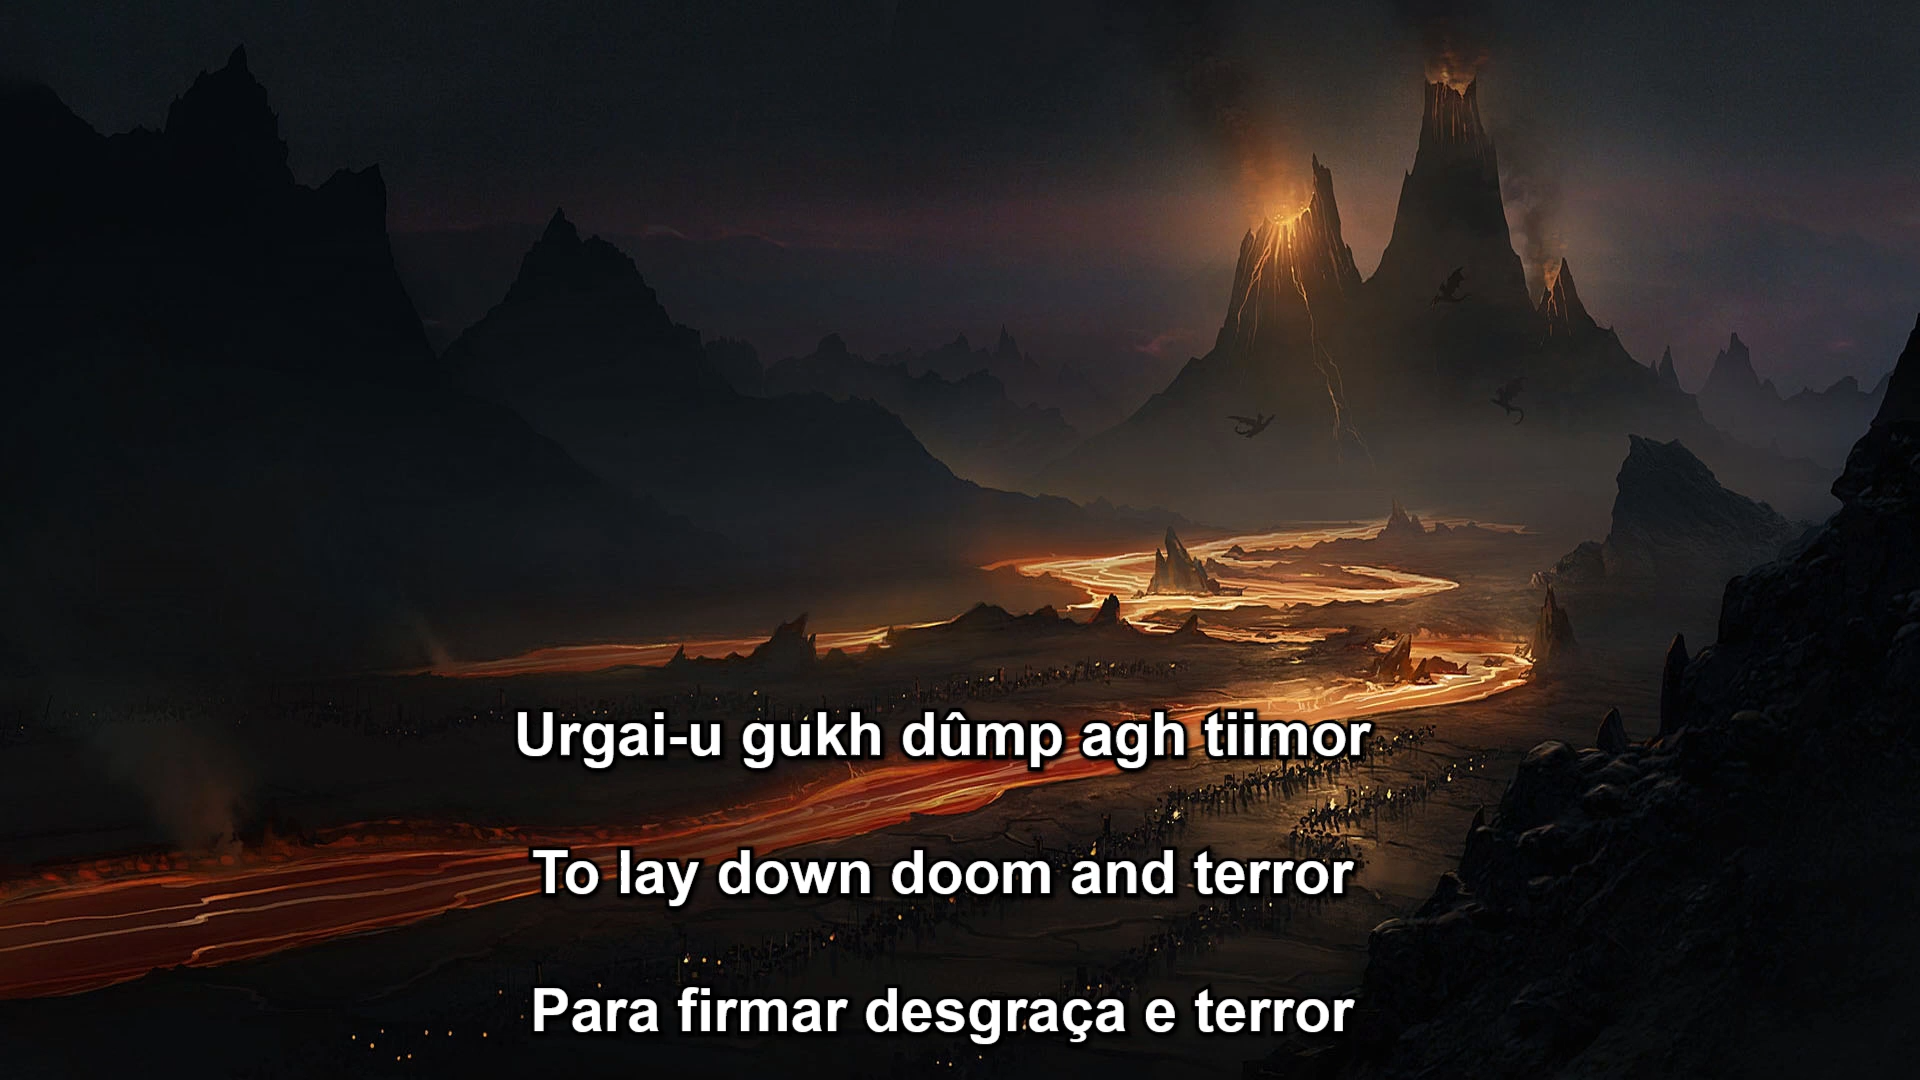 Urgai-u gukh dûmp agh tiimor
To lay down doom and terror
Para firmar desgraça e terror